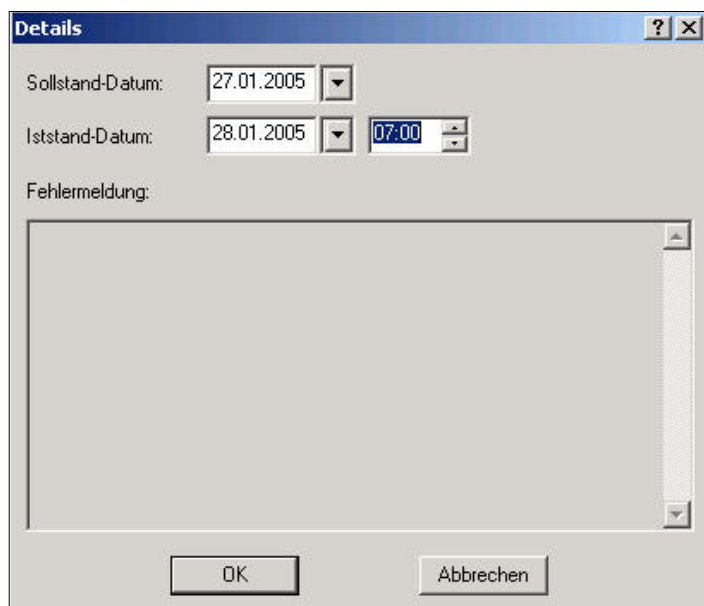 Details
Sollstand-Datum: 27.01.2005
Iststand-Datum: 28.01.2005 07:00
Fehlermeldung:
OK Abbrechen